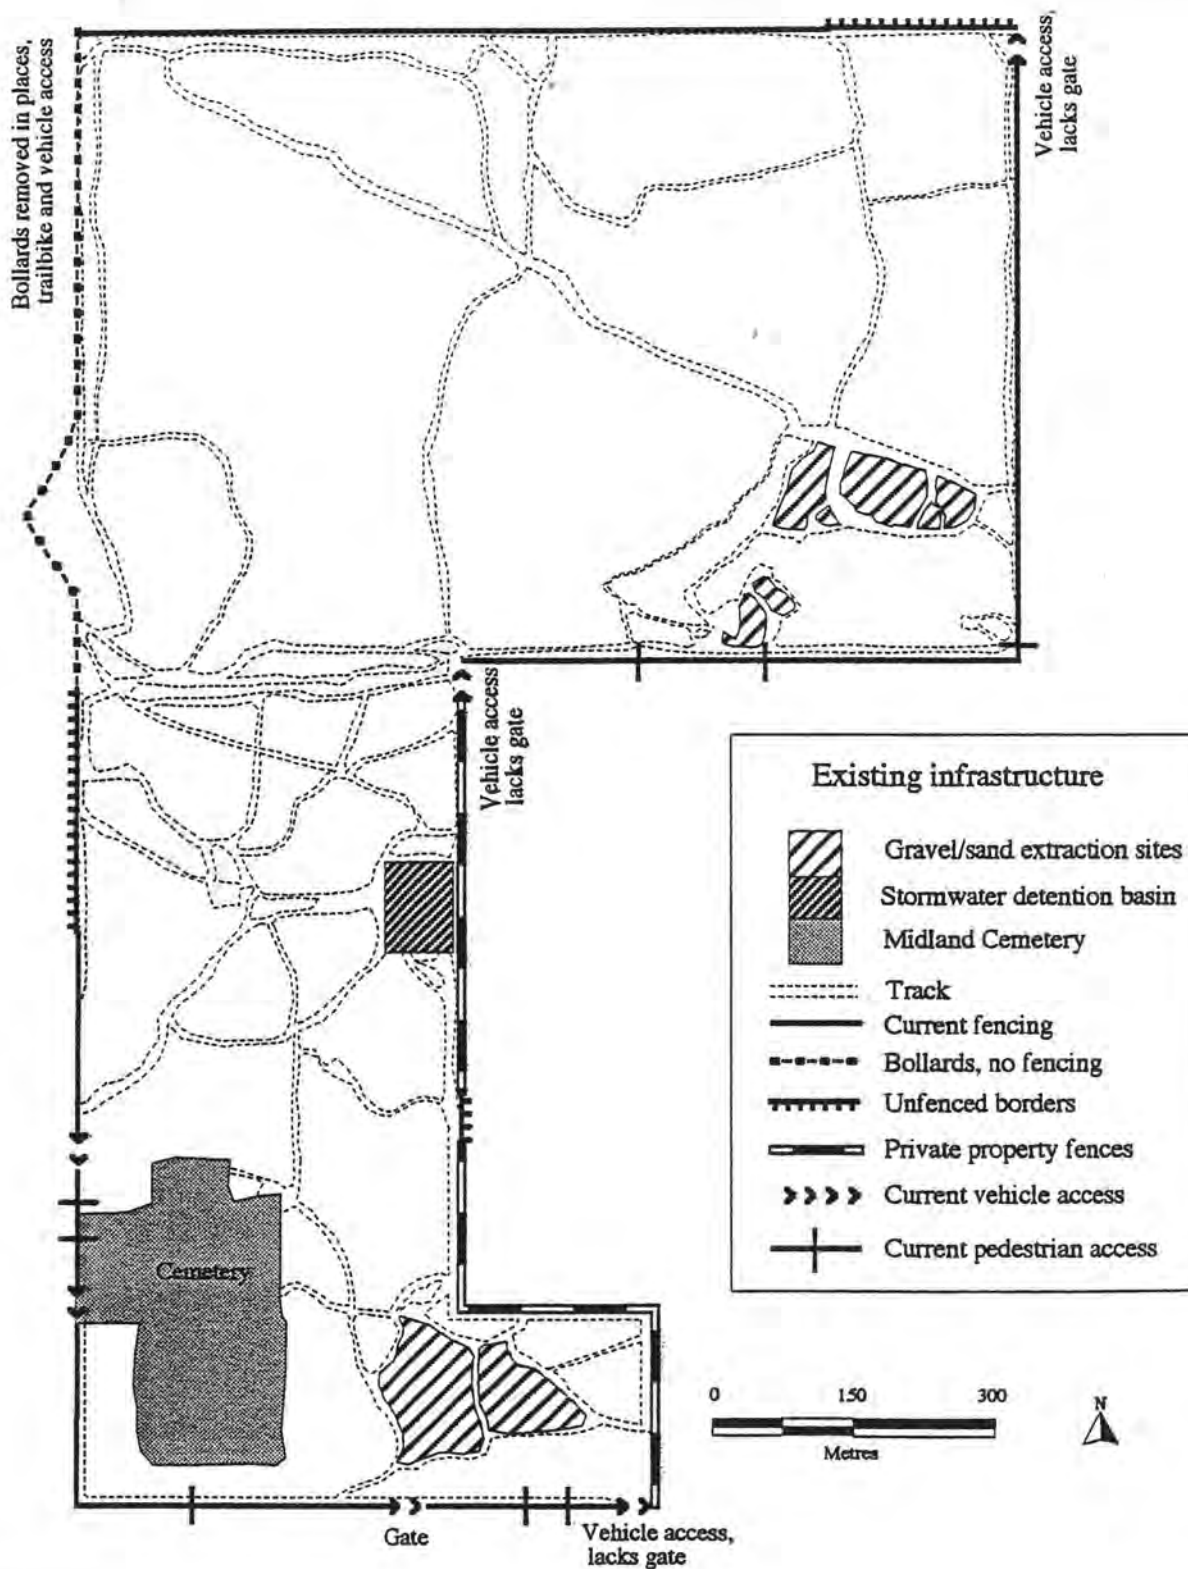 Bollards removed in places,
trailbike and vehicle access
Vehicle access,
lacks gate
Vehicle access
lacks gate
Existing infrastructure
Gravel/sand extraction sites
Stormwater detention basin
Midland Cemetery
Track
Current fencing
Bollards, no fencing
Unfenced borders
Private property fences
Current vehicle access
Current pedestrian access
Cemetery
0 150 300
Metres
N
Gate
Vehicle access,
lacks gate